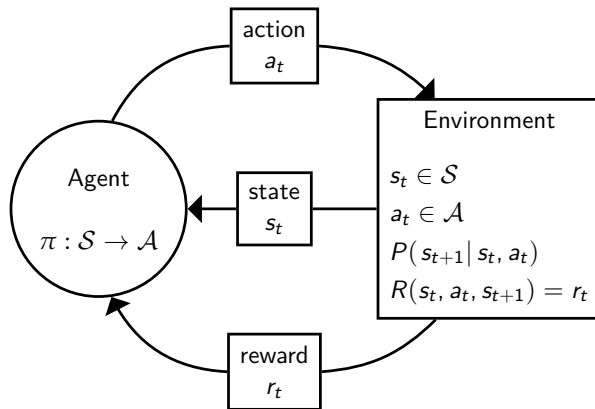 action
a_t
Environment
Agent
π : 𝒮 → 𝒜
state
s_t
s_t ∈ 𝒮
a_t ∈ 𝒜
P(s_{t+1}| s_t, a_t)
R(s_t, a_t, s_{t+1}) = r_t
reward
r_t